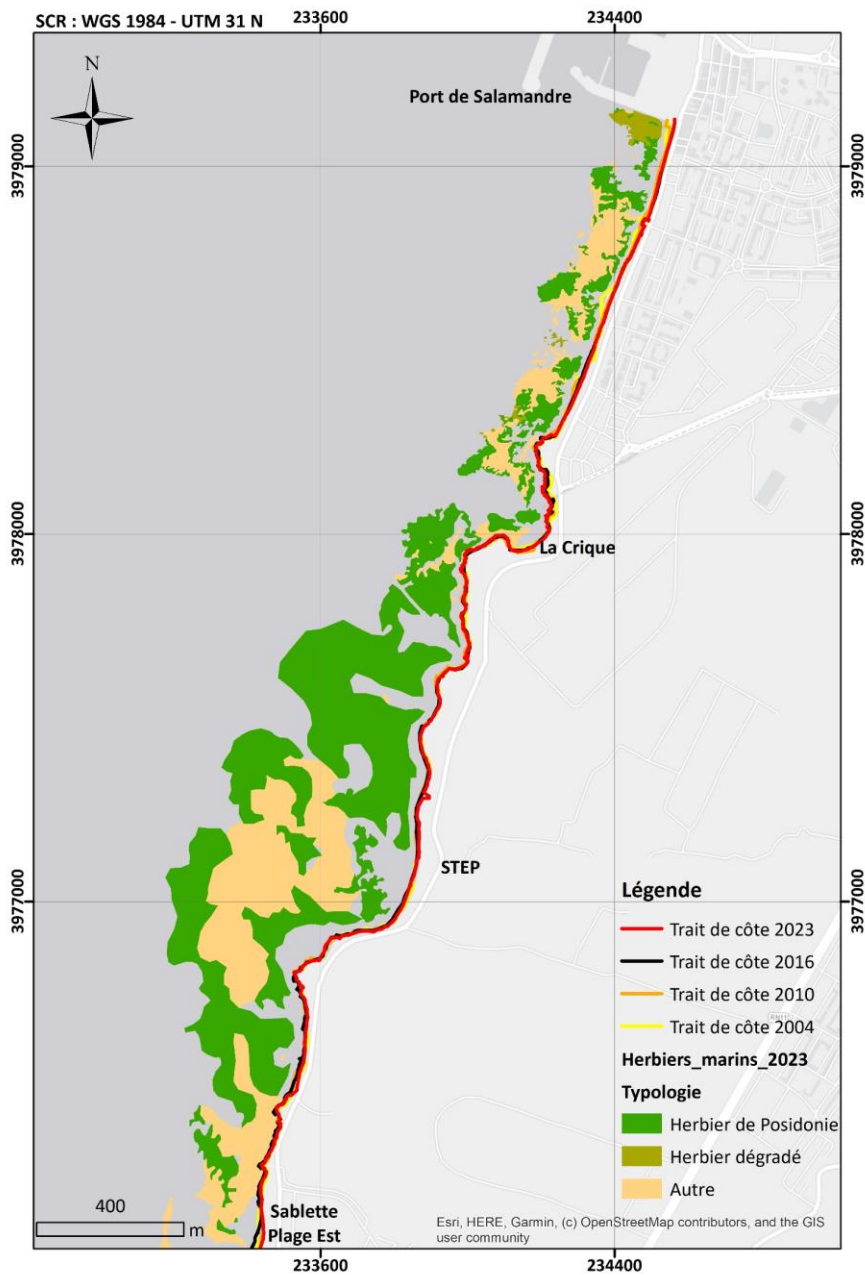 SCR : WGS 1984 - UTM 31 N
233600
234400
N
Port de Salamandre
3979000
3979000
3978000
3978000
La Crique
STEP
3977000
3977000
Légende
Trait de côte 2023
Trait de côte 2016
Trait de côte 2010
Trait de côte 2004
RN11
Herbiers_marins_2023
Typologie
Herbier de Posidonie
Herbier dégradé
Autre
400
m
Sablette
Plage Est
Esri, HERE, Garmin, (c) OpenStreetMap contributors, and the GIS
user community
233600
234400